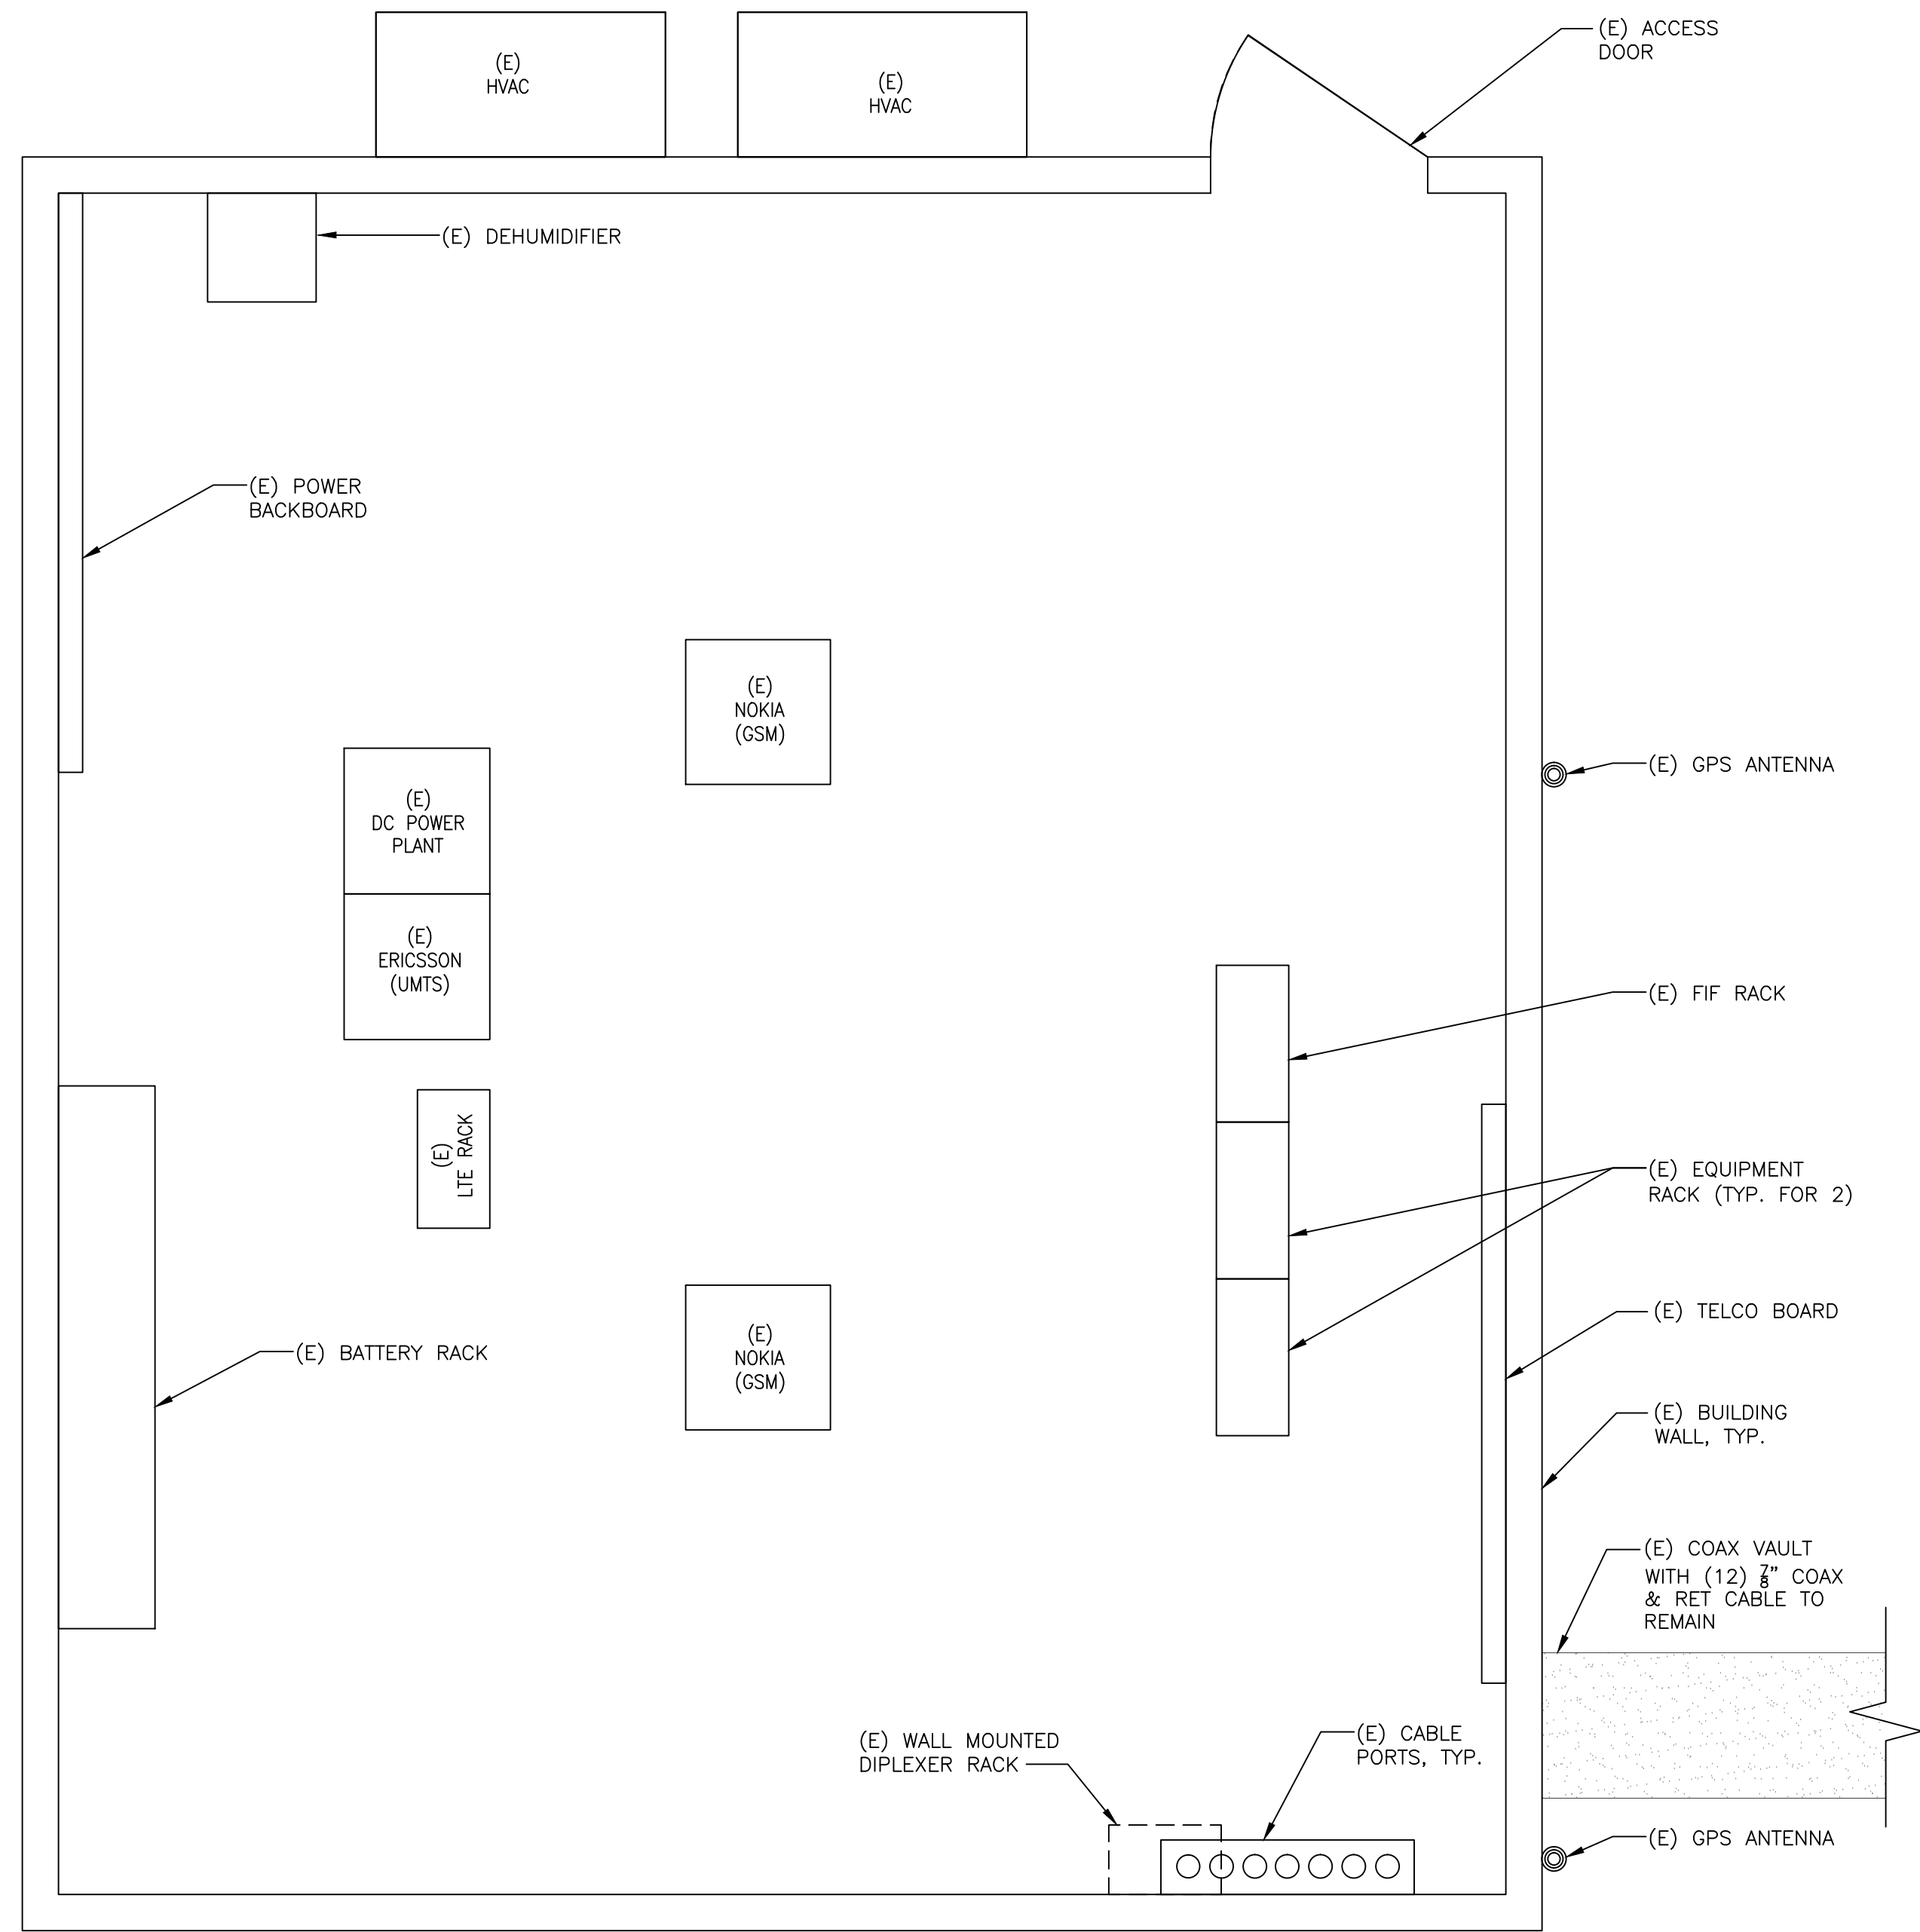 (E) ACCESS
DOOR
(E)
HVAC
(E)
HVAC
(E) DEHUMIDIFIER
(E) POWER
BACKBOARD
(E)
NOKIA
(GSM)
(E) GPS ANTENNA
(E)
DC POWER
PLANT
(E)
ERICSSON
(UMTS)
(E) FIF RACK
(E)
LTE RACK
(E) EQUIPMENT
RACK (TYP. FOR 2)
(E) TELCO BOARD
(E) BATTERY RACK
(E)
NOKIA
(GSM)
(E) BUILDING
WALL, TYP.
(E) COAX VAULT
WITH (12) 7/8" COAX
& RET CABLE TO
REMAIN
(E) WALL MOUNTED
DIPLEXER RACK
(E) CABLE
PORTS, TYP.
(E) GPS ANTENNA